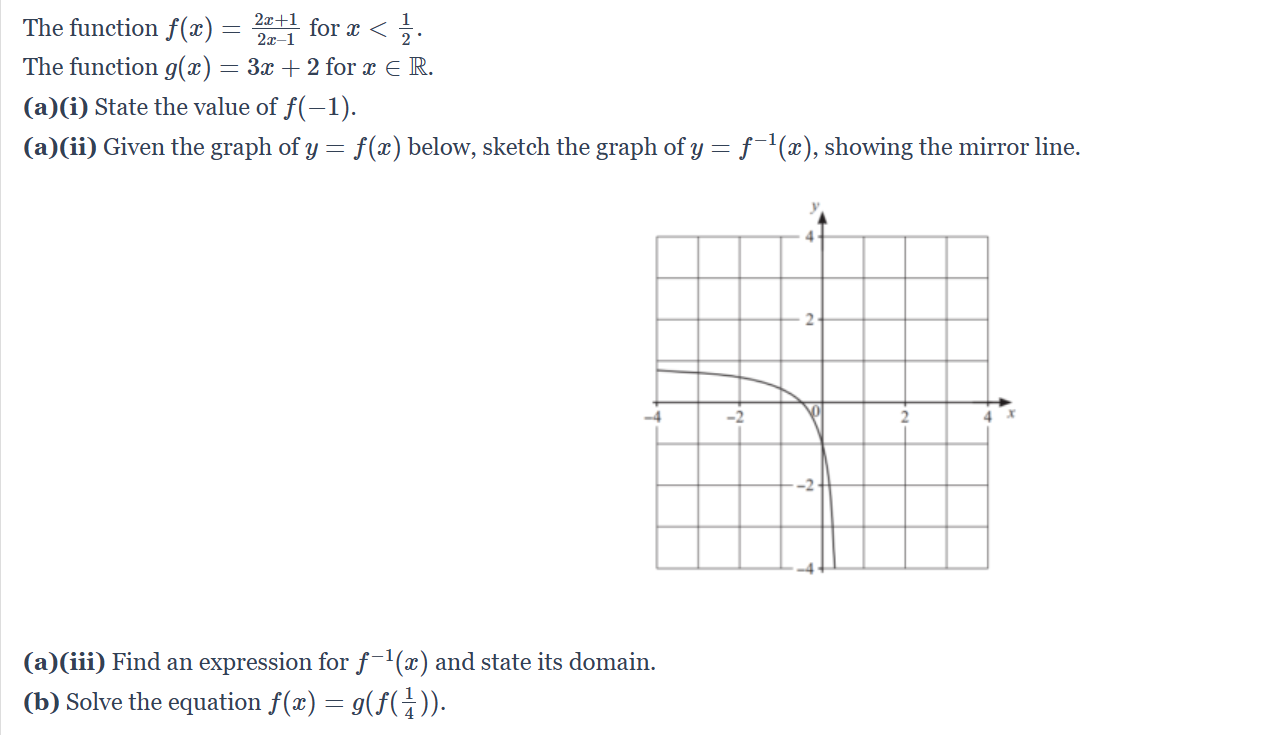 The function f(x) = \frac{2x+1}{2x-1} for x < \frac{1}{2}.
The function g(x) = 3x + 2 for x ∈ ℝ.
(a)(i) State the value of f(−1).
(a)(ii) Given the graph of y = f(x) below, sketch the graph of y = f^{-1}(x), showing the mirror line.
y
4
2
-4 -2 0 2 4 x
-2
-4
(a)(iii) Find an expression for f^{-1}(x) and state its domain.
(b) Solve the equation f(x) = g(f(\frac{1}{4})).